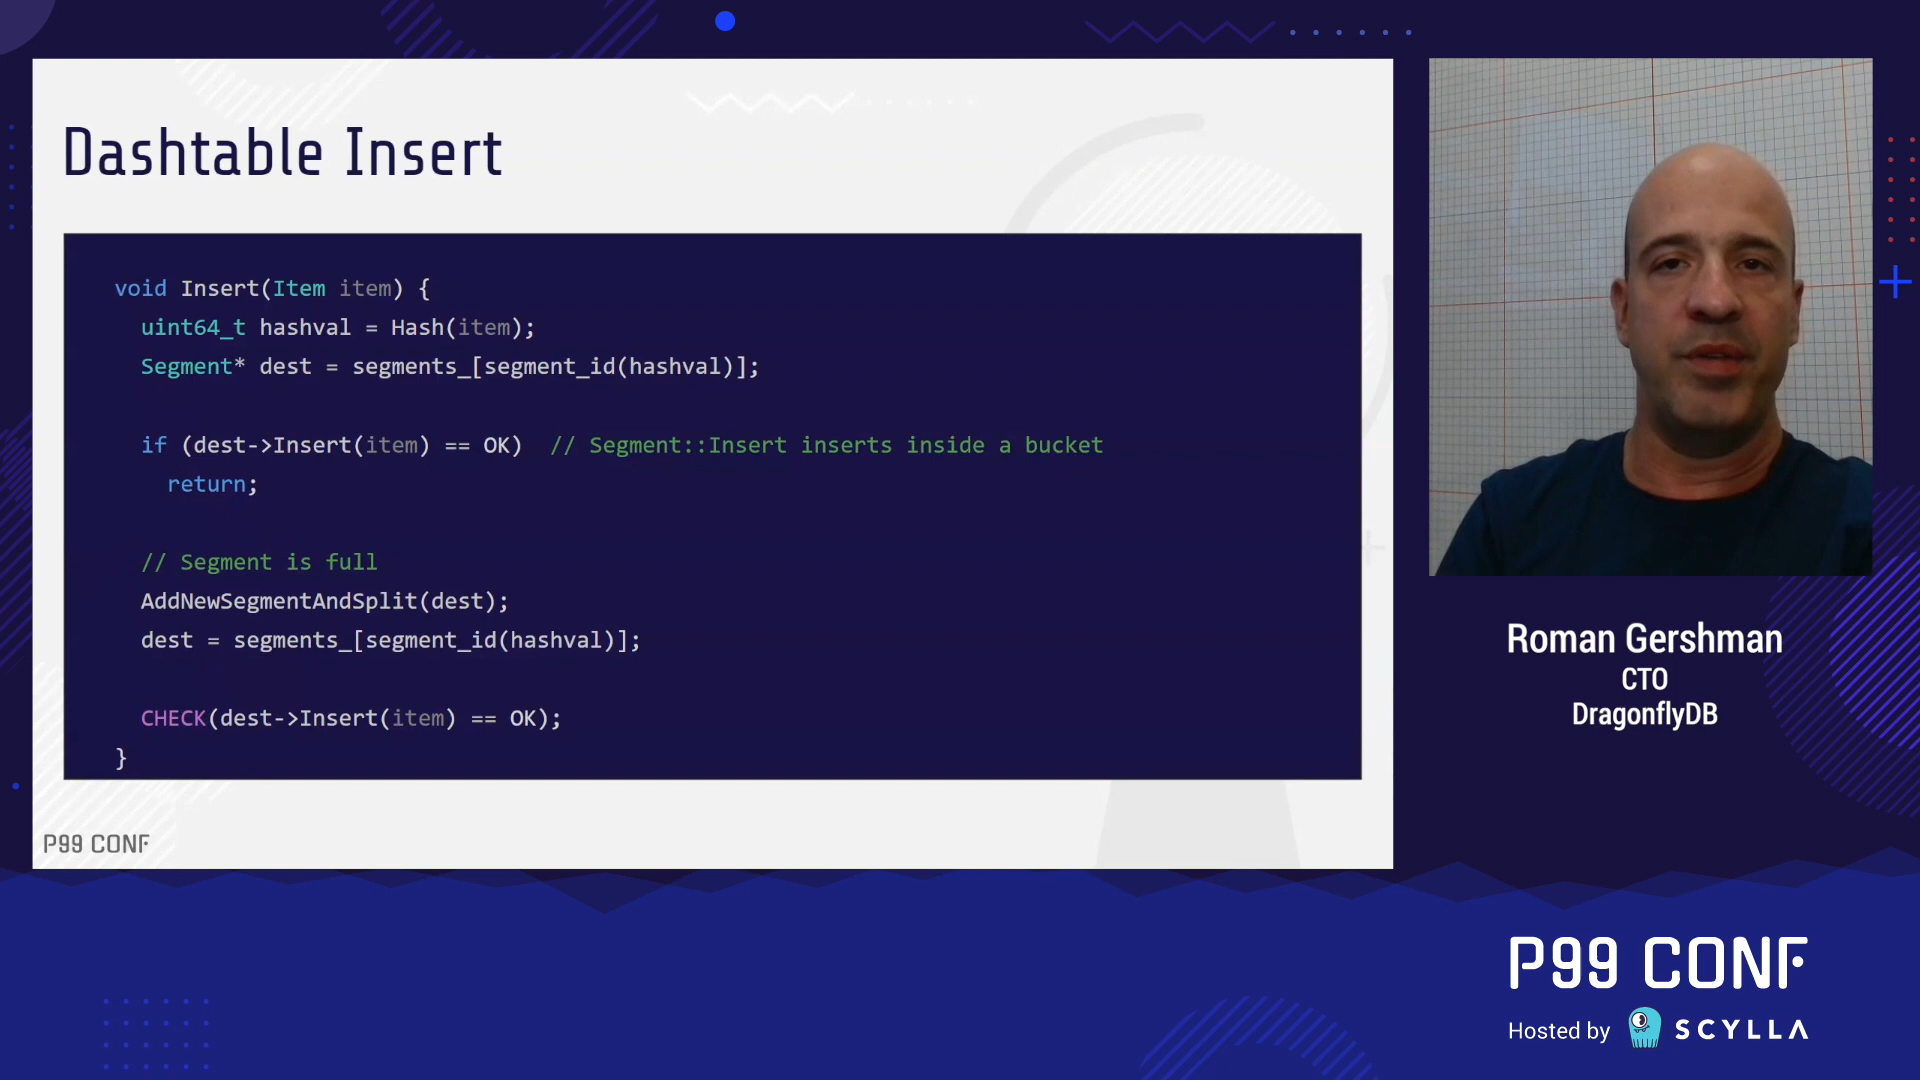 Dashtable Insert
void Insert(Item item) {
  uint64_t hashval = Hash(item);
  Segment* dest = segments_[segment_id(hashval)];
  if (dest->Insert(item) == OK)  // Segment::Insert inserts inside a bucket
    return;
  // Segment is full
  AddNewSegmentAndSplit(dest);
  dest = segments_[segment_id(hashval)];
  CHECK(dest->Insert(item) == OK);
}
P99 CONF
Roman Gershman
CTO
DragonflyDB
P99 CONF
Hosted by SCYLLA